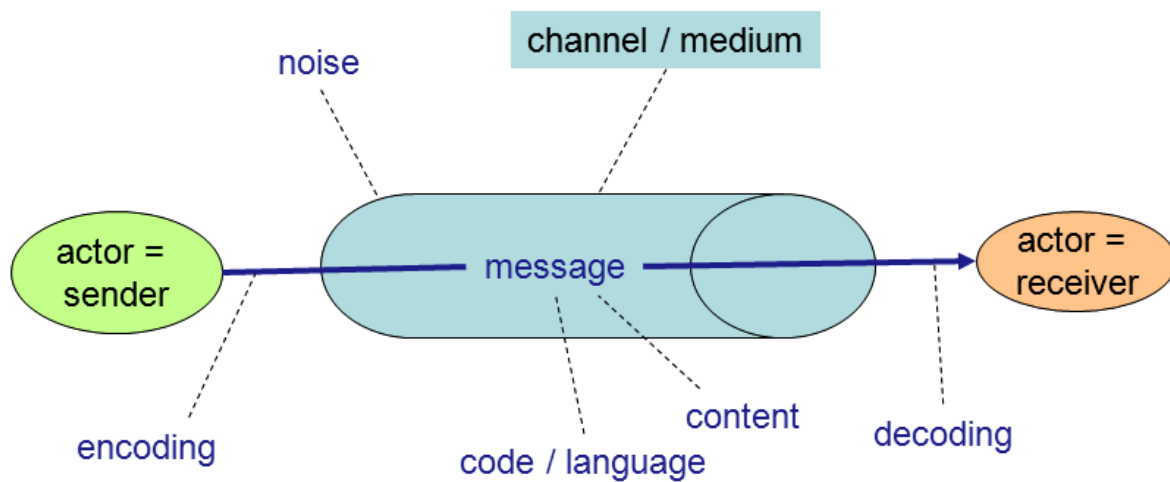 channel / medium
noise
actor =
sender
message
actor =
receiver
encoding
code / language
content
decoding